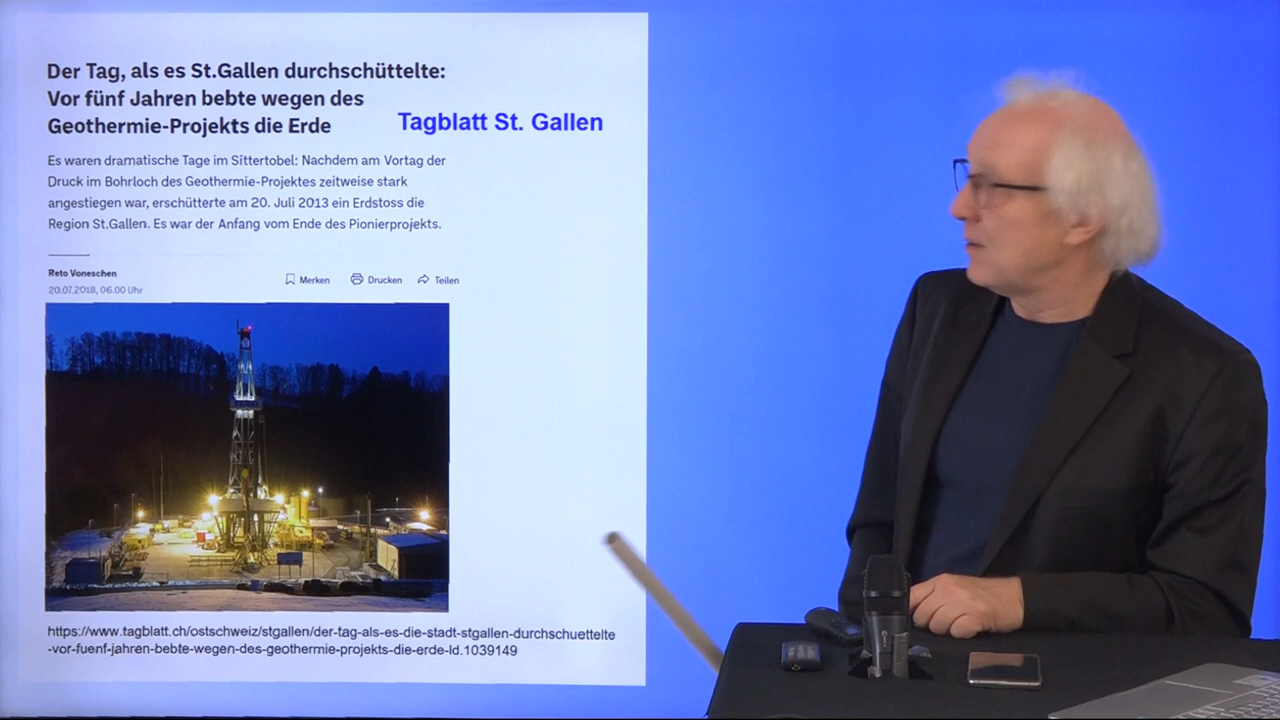 Der Tag, als es St.Gallen durchschüttelte:
Vor fünf Jahren bebte wegen des
Geothermie-Projekts die Erde
Tagblatt St. Gallen
Es waren dramatische Tage im Sittertobel: Nachdem am Vortag der
Druck im Bohrloch des Geothermie-Projektes zeitweise stark
angestiegen war, erschütterte am 20. Juli 2013 ein Erdstoss die
Region St.Gallen. Es war der Anfang vom Ende des Pionierprojekts.
Reto Voneschen
20.07.2018, 06.00 Uhr
Merken Drucken Teilen
https://www.tagblatt.ch/ostschweiz/stgallen/der-tag-als-es-die-stadt-stgallen-durchschuettelte
-vor-fuenf-jahren-bebte-wegen-des-geothermie-projekts-die-erde-ld.1039149